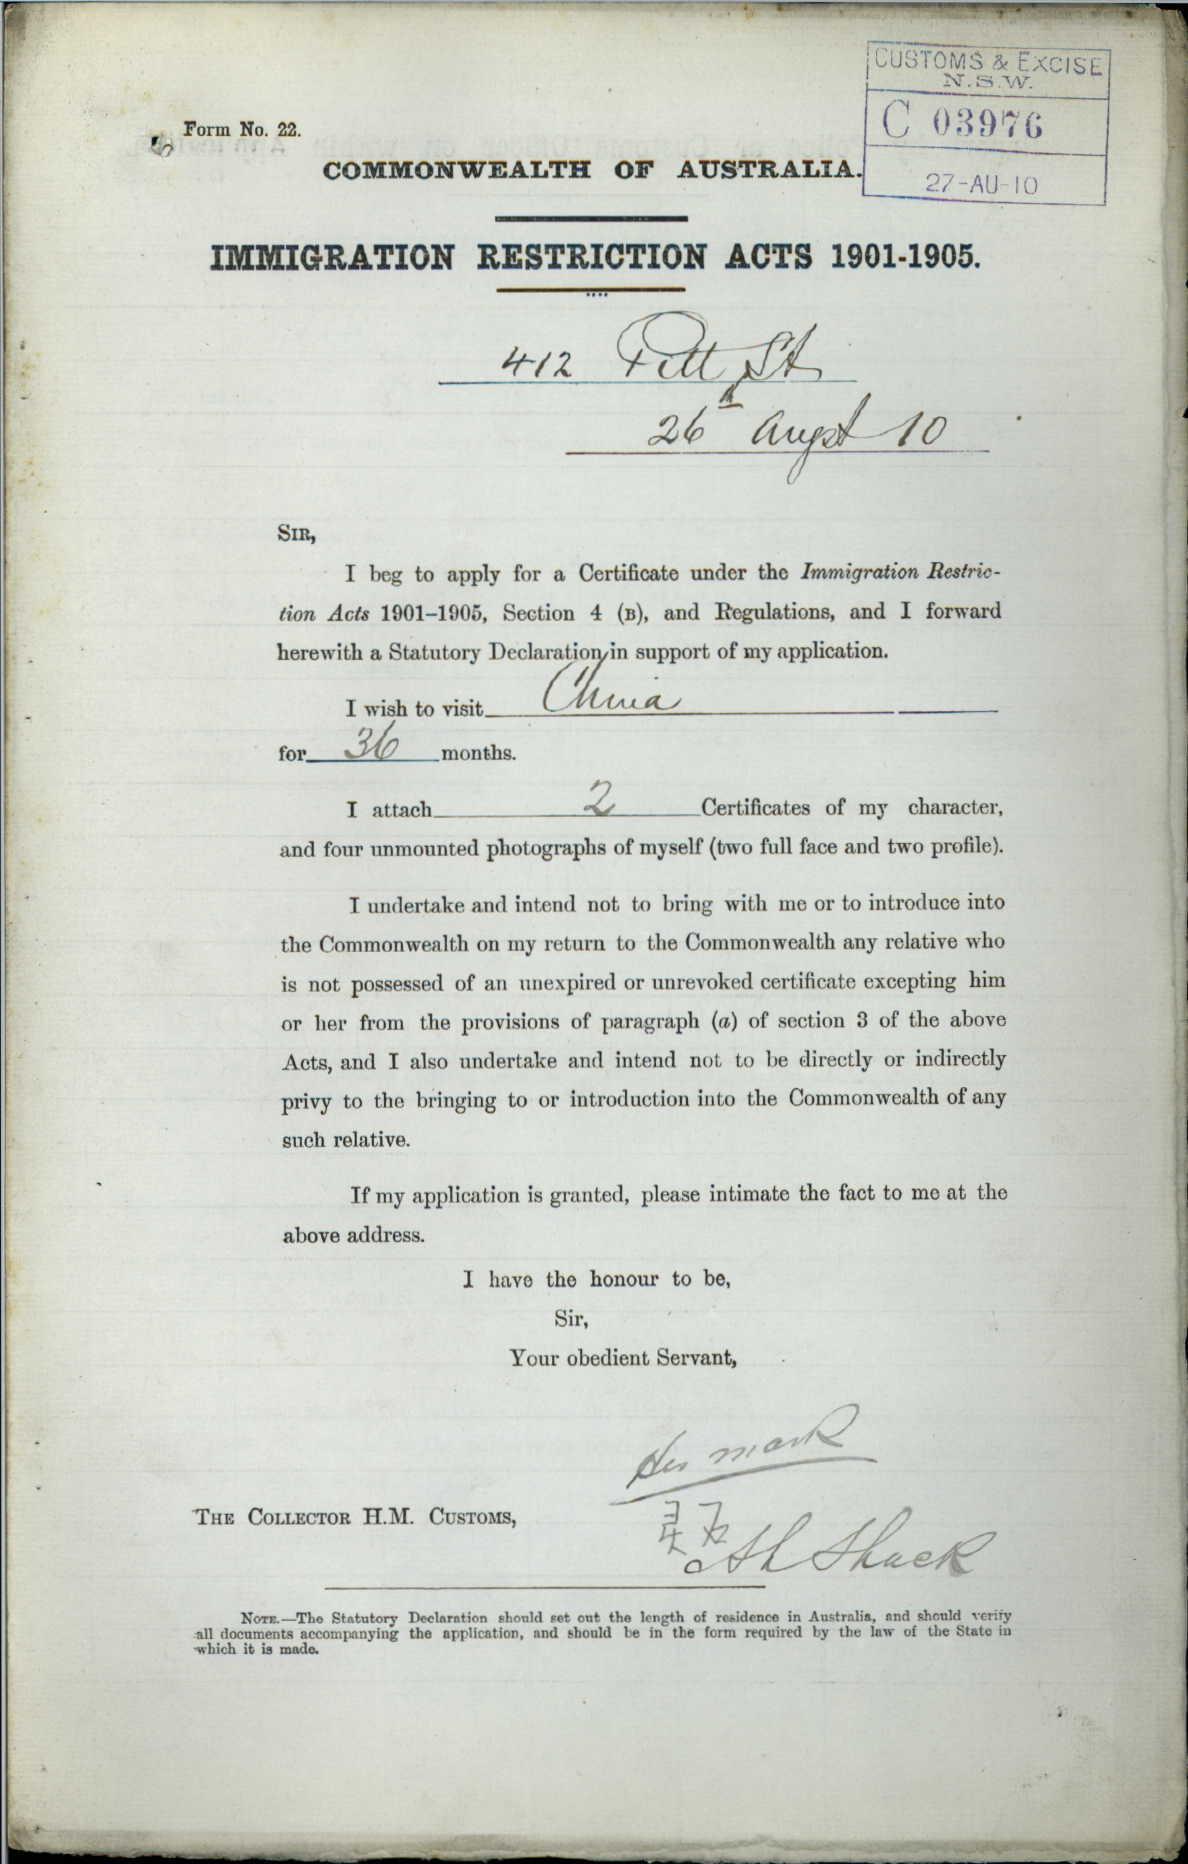 CUSTOMS & EXCISE
N.S.W.
C 03976
27-AU-10
Form No. 22.
COMMONWEALTH OF AUSTRALIA.
IMMIGRATION RESTRICTION ACTS 1901-1905.
412 Pitt St
26th Augst 10
SIR,
I beg to apply for a Certificate under the Immigration Restric-
tion Acts 1901-1905, Section 4 (B), and Regulations, and I forward
herewith a Statutory Declaration in support of my application.
I wish to visit China
for 36 months.
I attach 2 Certificates of my character,
and four unmounted photographs of myself (two full face and two profile).
I undertake and intend not to bring with me or to introduce into
the Commonwealth on my return to the Commonwealth any relative who
is not possessed of an unexpired or unrevoked certificate excepting him
or her from the provisions of paragraph (a) of section 3 of the above
Acts, and I also undertake and intend not to be directly or indirectly
privy to the bringing to or introduction into the Commonwealth of any
such relative.
If my application is granted, please intimate the fact to me at the
above address.
I have the honour to be,
Sir,
Your obedient Servant,
mark
THE COLLECTOR H.M. CUSTOMS,
Ah Shack
NOTE.—The Statutory Declaration should set out the length of residence in Australia, and should verify
all documents accompanying the application, and should be in the form required by the law of the State in
which it is made.